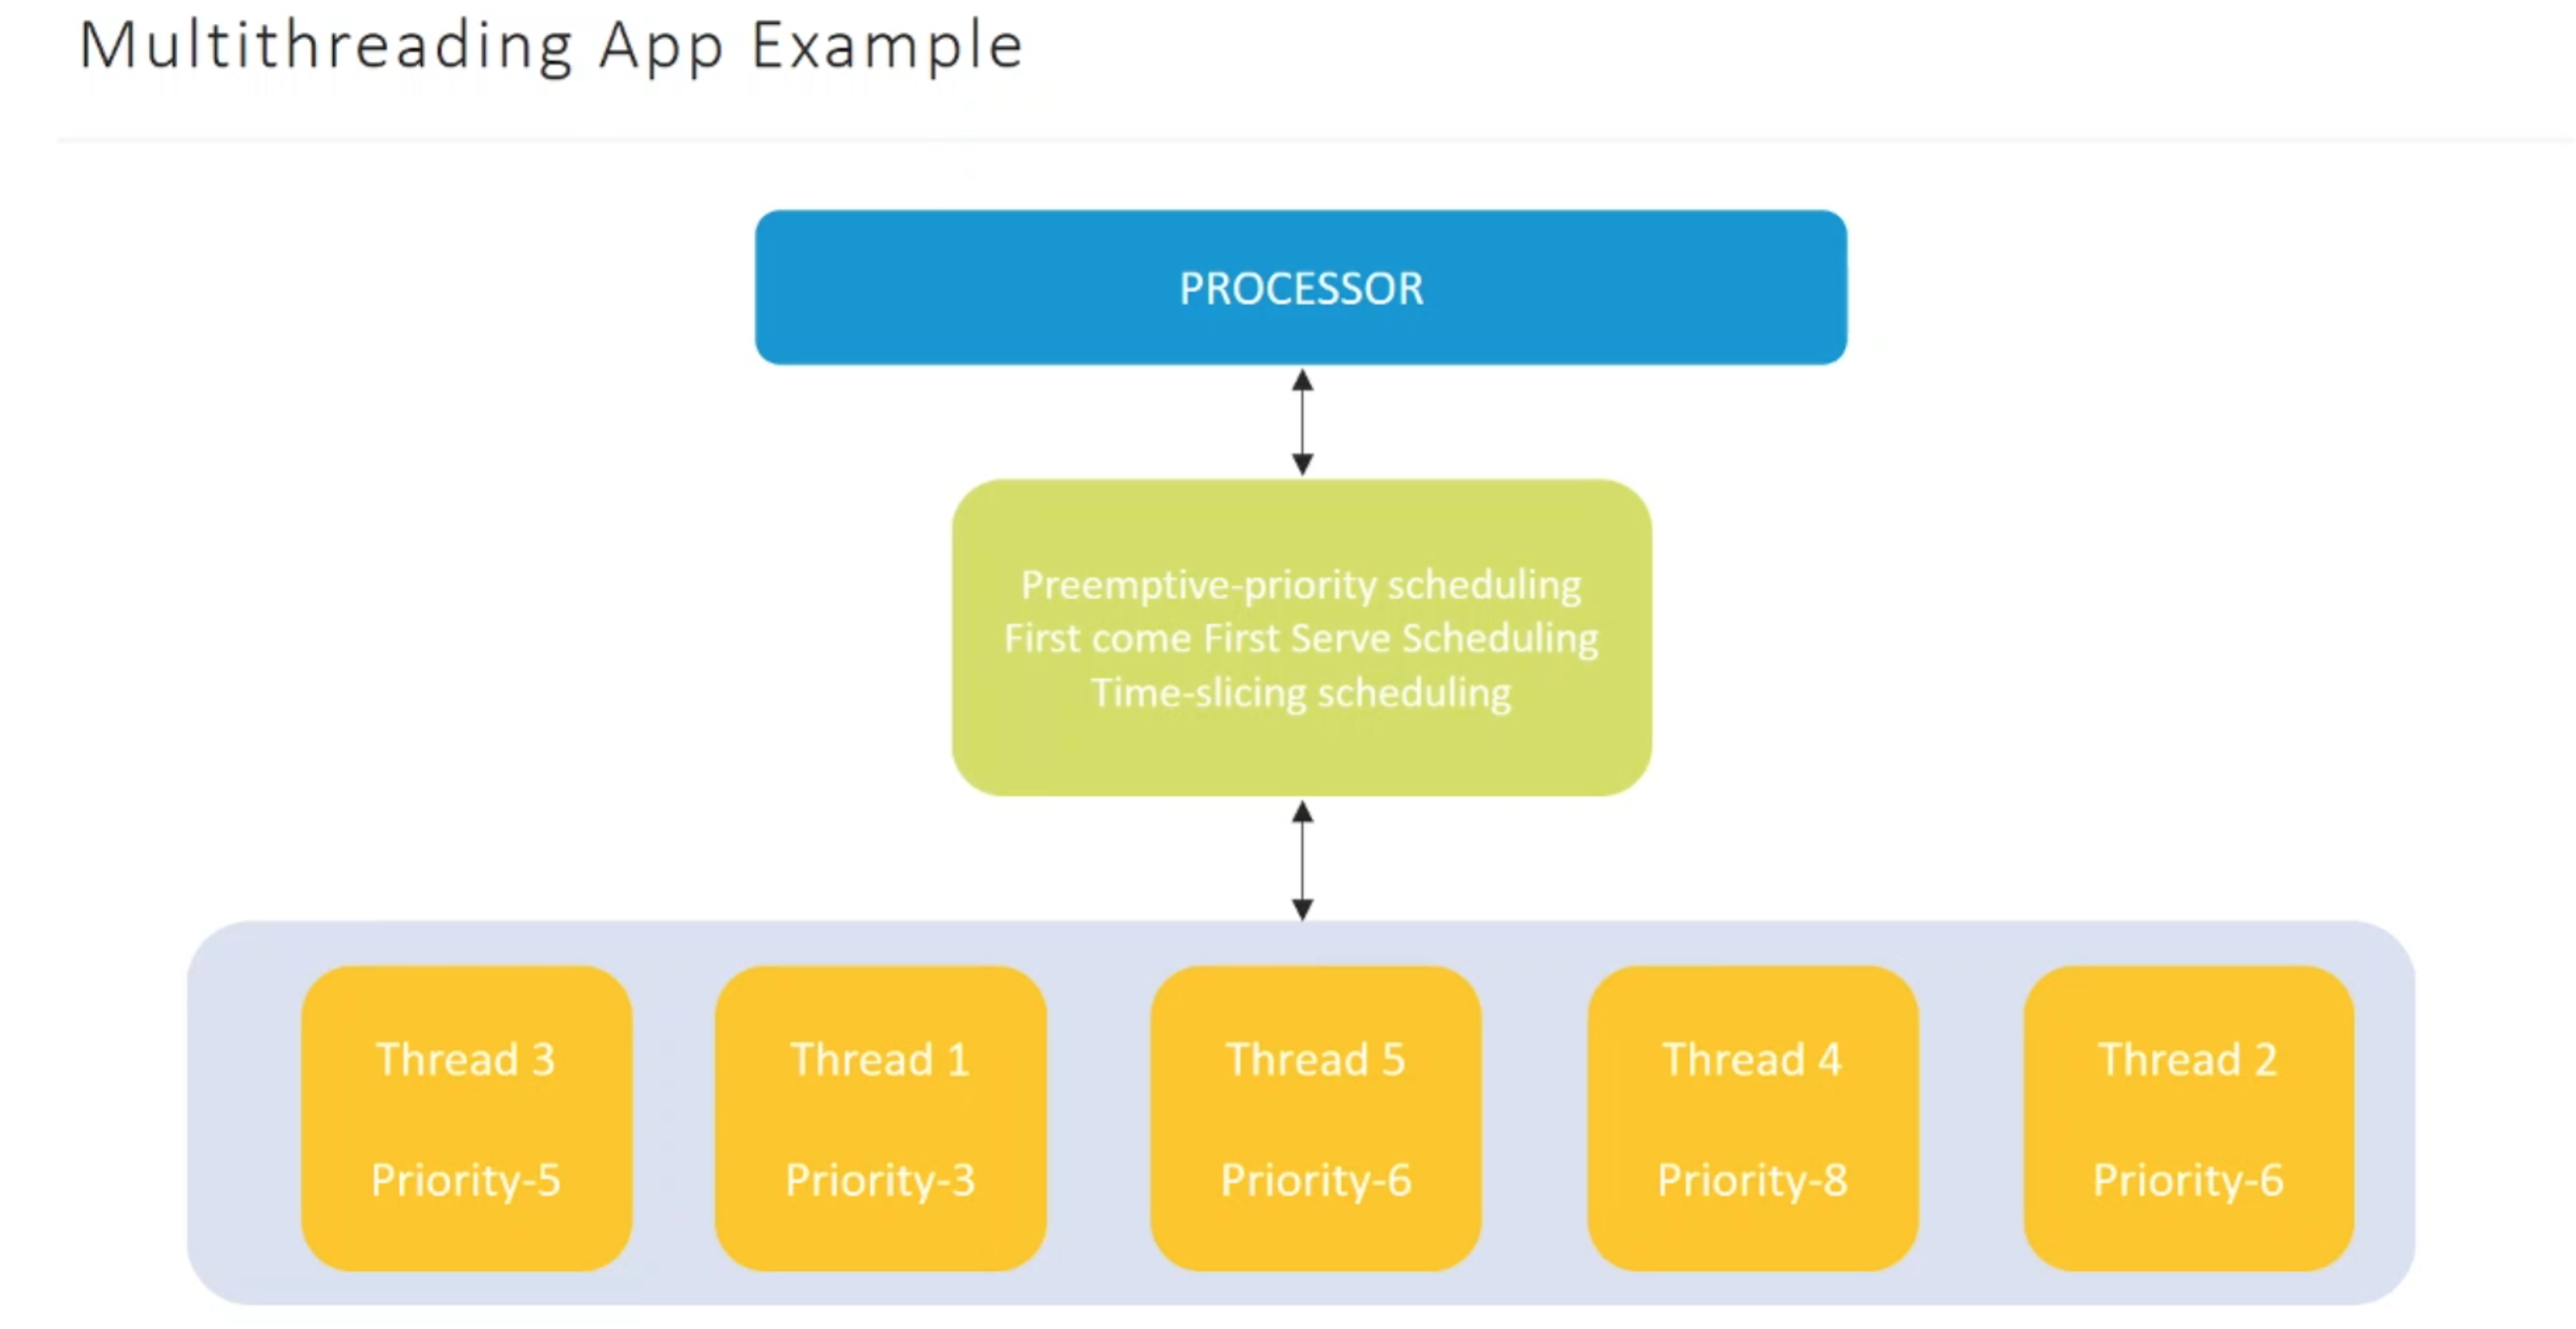 Multithreading App Example
PROCESSOR
Preemptive-priority scheduling
First come First Serve Scheduling
Time-slicing scheduling
Thread 3
Priority-5
Thread 1
Priority-3
Thread 5
Priority-6
Thread 4
Priority-8
Thread 2
Priority-6